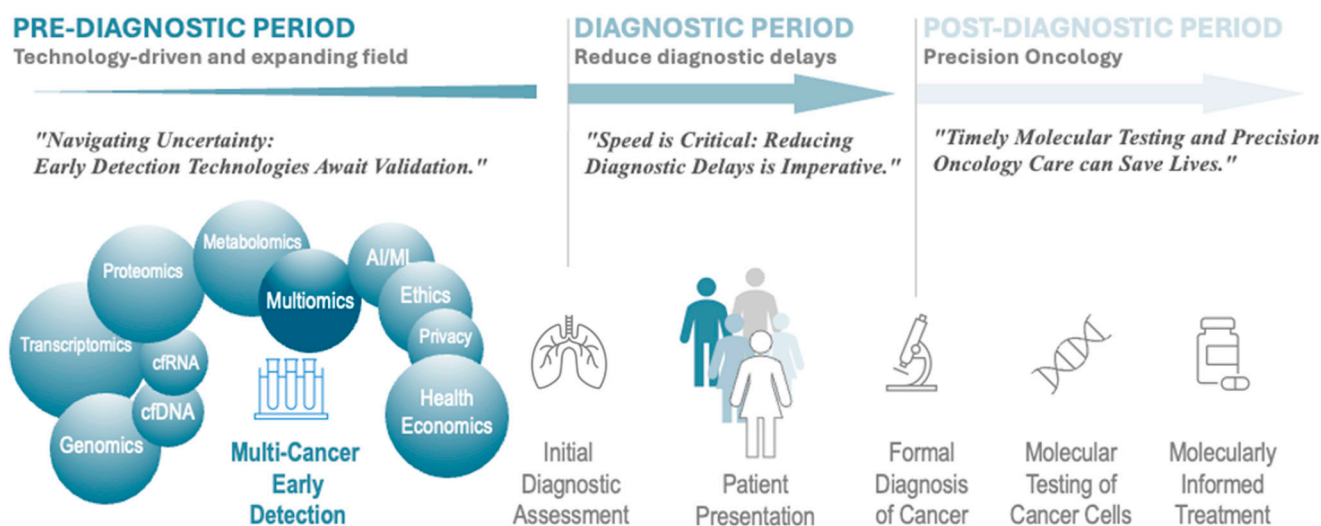 PRE-DIAGNOSTIC PERIOD
Technology-driven and expanding field
"Navigating Uncertainty:
Early Detection Technologies Await Validation."
DIAGNOSTIC PERIOD
Reduce diagnostic delays
"Speed is Critical: Reducing
Diagnostic Delays is Imperative."
POST-DIAGNOSTIC PERIOD
Precision Oncology
"Timely Molecular Testing and Precision
Oncology Care can Save Lives."
Metabolomics
Proteomics
AI/ML
Multiomics
Ethics
Transcriptomics
Privacy
cfRNA
cfDNA
Genomics
Health
Economics
Multi-Cancer
Early
Detection
Initial
Diagnostic
Assessment
Patient
Presentation
Formal
Diagnosis
of Cancer
Molecular
Testing of
Cancer Cells
Molecularly
Informed
Treatment